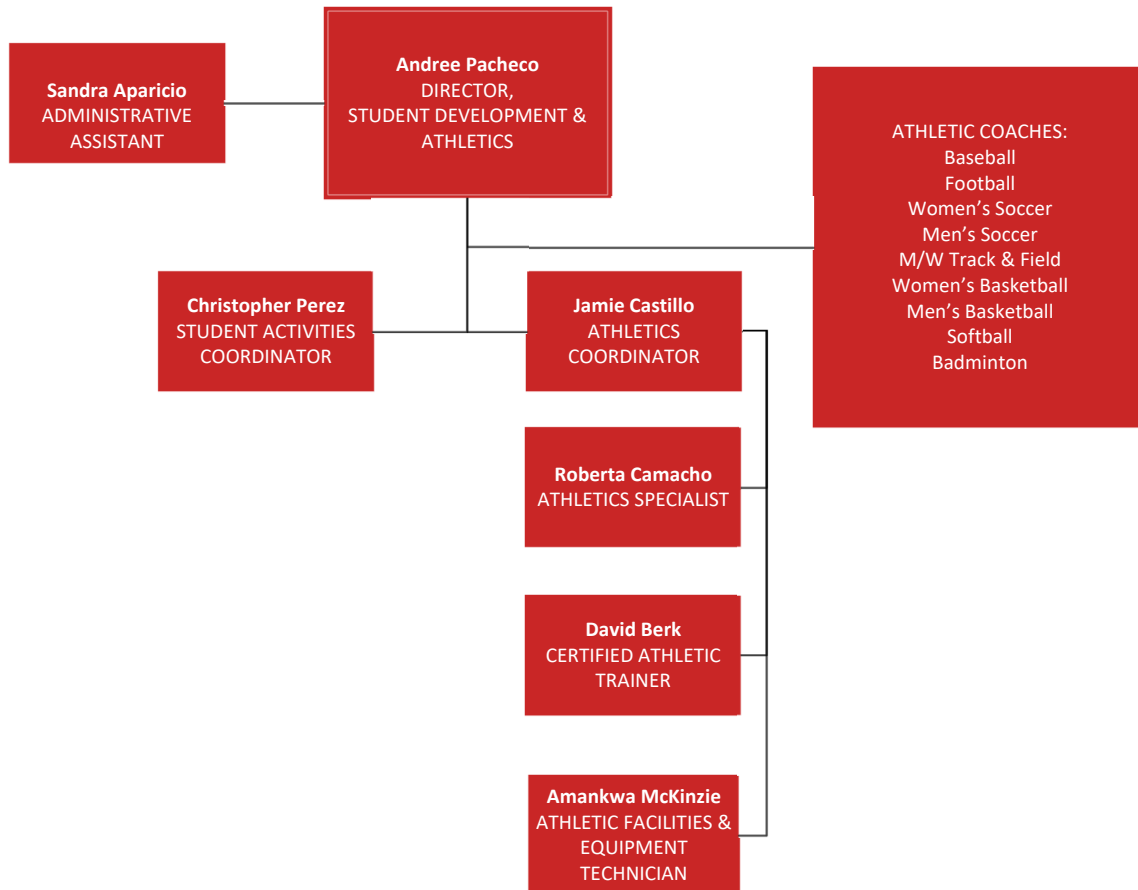 Sandra Aparicio
ADMINISTRATIVE
ASSISTANT
Andree Pacheco
DIRECTOR,
STUDENT DEVELOPMENT &
ATHLETICS
ATHLETIC COACHES:
Baseball
Football
Women’s Soccer
Men’s Soccer
M/W Track & Field
Women’s Basketball
Men’s Basketball
Softball
Badminton
Christopher Perez
STUDENT ACTIVITIES
COORDINATOR
Jamie Castillo
ATHLETICS
COORDINATOR
Roberta Camacho
ATHLETICS SPECIALIST
David Berk
CERTIFIED ATHLETIC
TRAINER
Amankwa McKinzie
ATHLETIC FACILITIES &
EQUIPMENT
TECHNICIAN